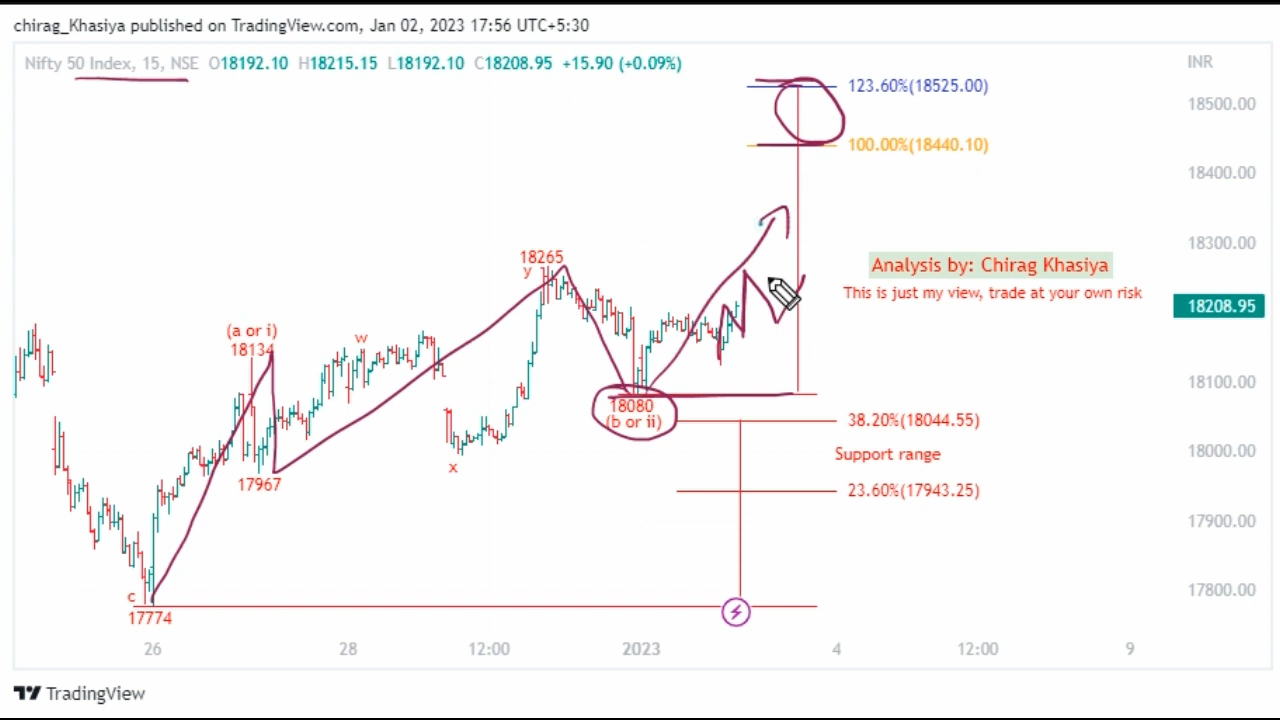 chirag_Khasiya published on TradingView.com, Jan 02, 2023 17:56 UTC+5:30
Nifty 50 Index, 15, NSE O18192.10 H18215.15 L18192.10 C18208.95 +15.90 (+0.09%)
INR
123.60%(18525.00)
18500.00
100.00%(18440.10)
18400.00
18300.00
18265
y
Analysis by: Chirag Khasiya
This is just my view, trade at your own risk
18208.95
(a or i)
18134
w
18100.00
18080
(b or ii)
38.20%(18044.55)
Support range
18000.00
x
17967
23.60%(17943.25)
17900.00
17800.00
c
17774
26 28 12:00 2023 4 12:00 9
TradingView